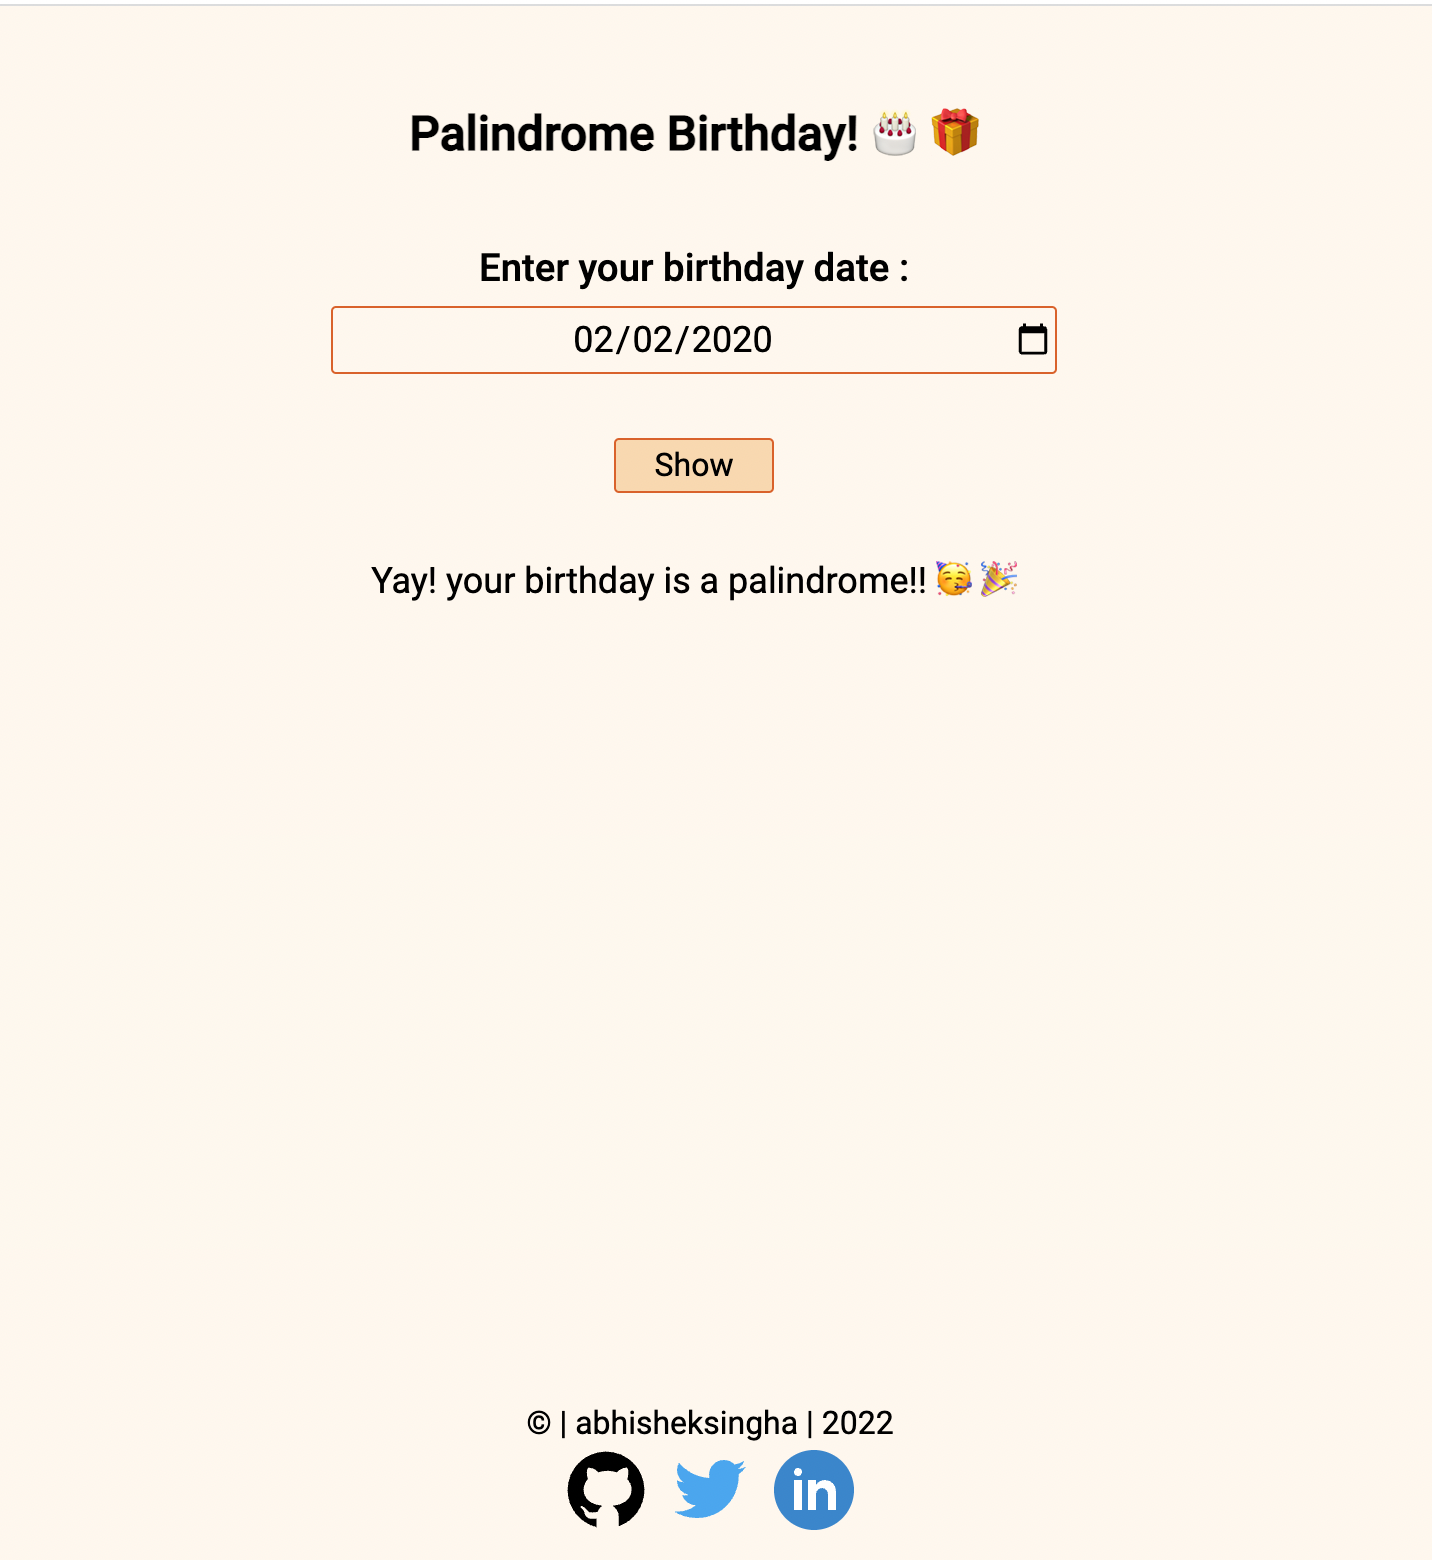 Palindrome Birthday! 🎂 🎁
Enter your birthday date :
02/02/2020
Show
Yay! your birthday is a palindrome!! 🥳 🎉
© | abhisheksingha | 2022
in